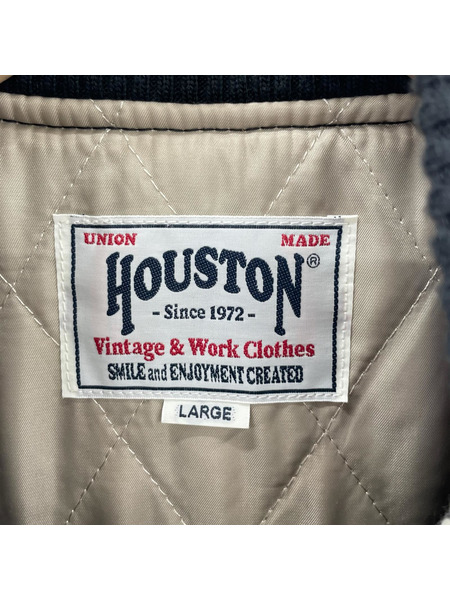 UNION MADE
HOUSTON®
- Since 1972 -
Vintage & Work Clothes
SMILE and ENJOYMENT CREATED
LARGE